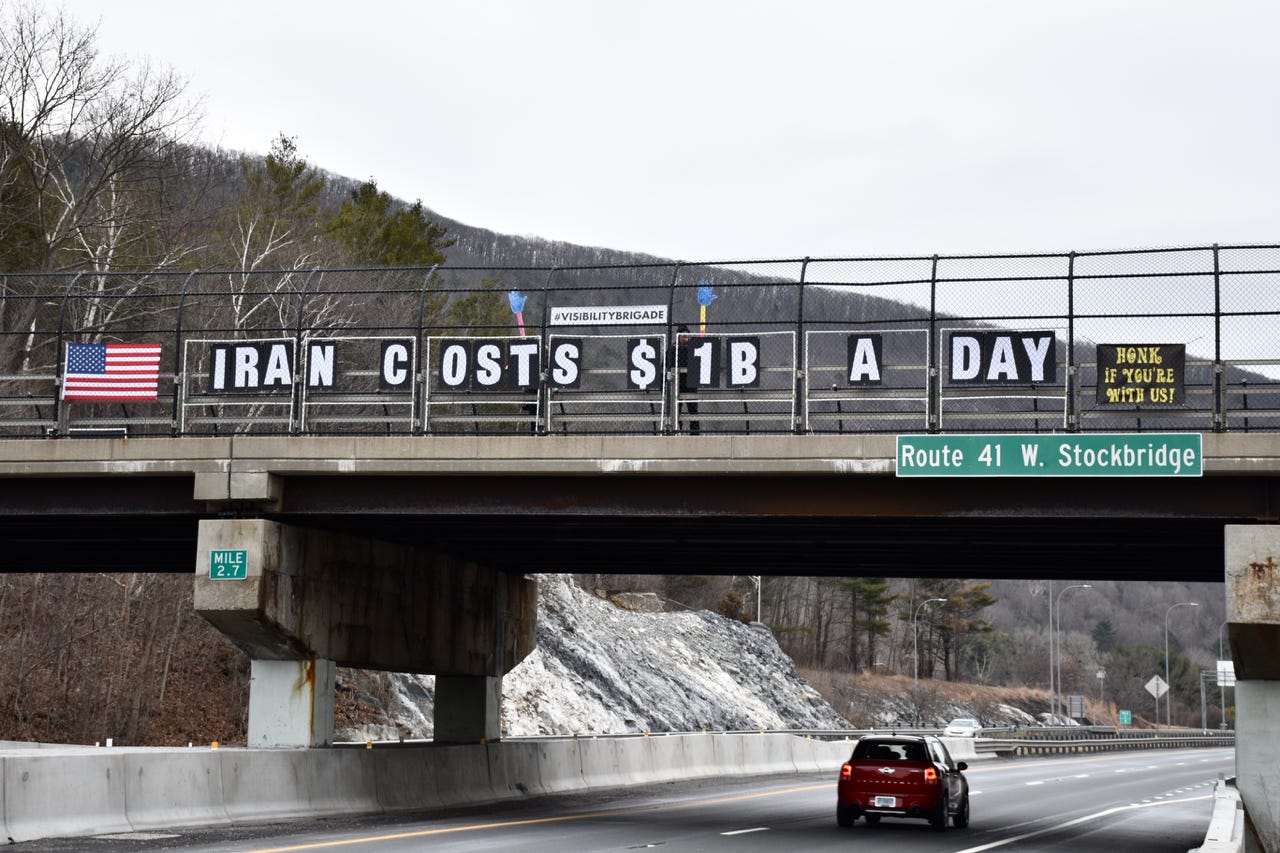 #VISIBILITYBRIGADE
IRAN COSTS $1B A DAY
HONK
IF YOU'RE
WITH US!
Route 41 W. Stockbridge
MILE
2.7